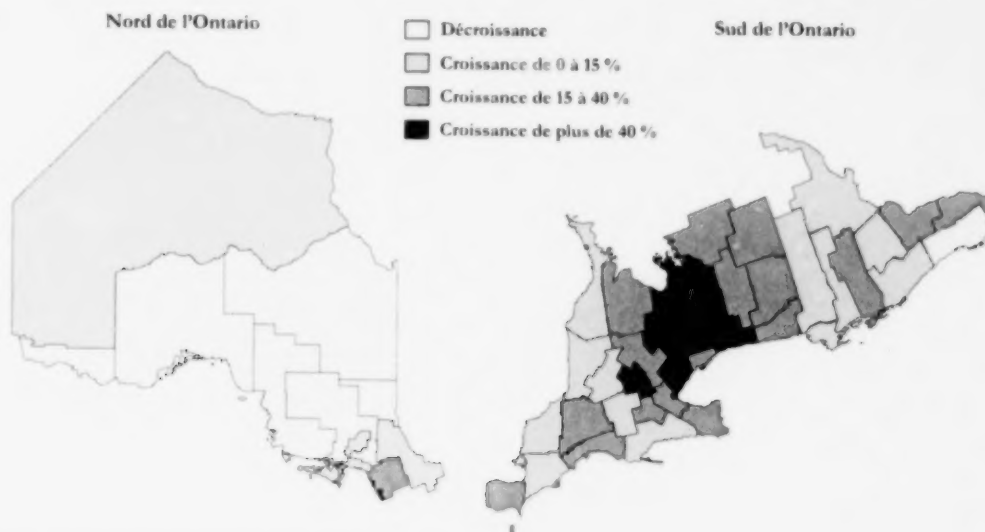 Nord de l'Ontario
Décroissance
Croissance de 0 à 15 %
Croissance de 15 à 40 %
Croissance de plus de 40 %
Sud de l'Ontario